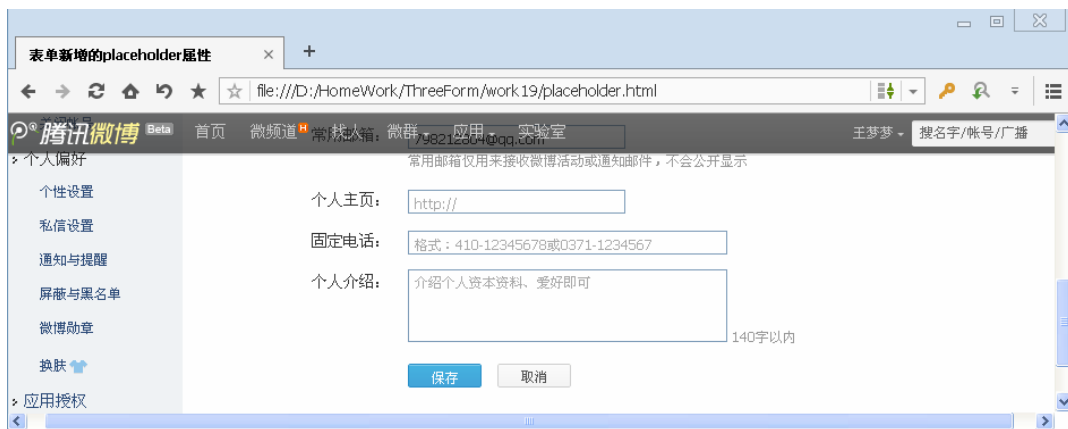 表单新增的placeholder属性
file:///D:/HomeWork/ThreeForm/work19/placeholder.html
腾讯微博 Beta 首页 微频道 H 找人 微群 应用 实验室 王梦梦 搜名字/帐号/广播
常用邮箱: 798212804@qq.com
个人偏好
常用邮箱仅用来接收微博活动或通知邮件，不会公开显示
个性设置
个人主页: http://
私信设置
固定电话: 格式：410-12345678或0371-1234567
通知与提醒
个人介绍: 介绍个人资本资料、爱好即可
屏蔽与黑名单
微博勋章
140字以内
换肤
保存 取消
应用授权